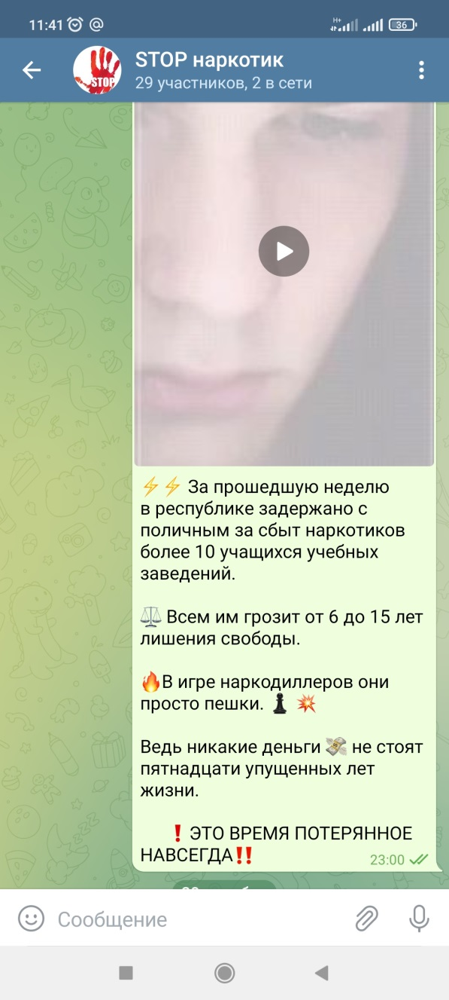 11:41
H+
36
STOP
STOP наркотик
29 участников, 2 в сети
⚡⚡ За прошедшую неделю
в республике задержано с
поличным за сбыт наркотиков
более 10 учащихся учебных
заведений.
⚖️ Всем им грозит от 6 до 15 лет
лишения свободы.
🔥В игре наркодиллеров они
просто пешки. ♟️ 💥
Ведь никакие деньги 💸 не стоят
пятнадцати упущенных лет
жизни.
❗ ЭТО ВРЕМЯ ПОТЕРЯННОЕ
НАВСЕГДА‼️
23:00
Сообщение